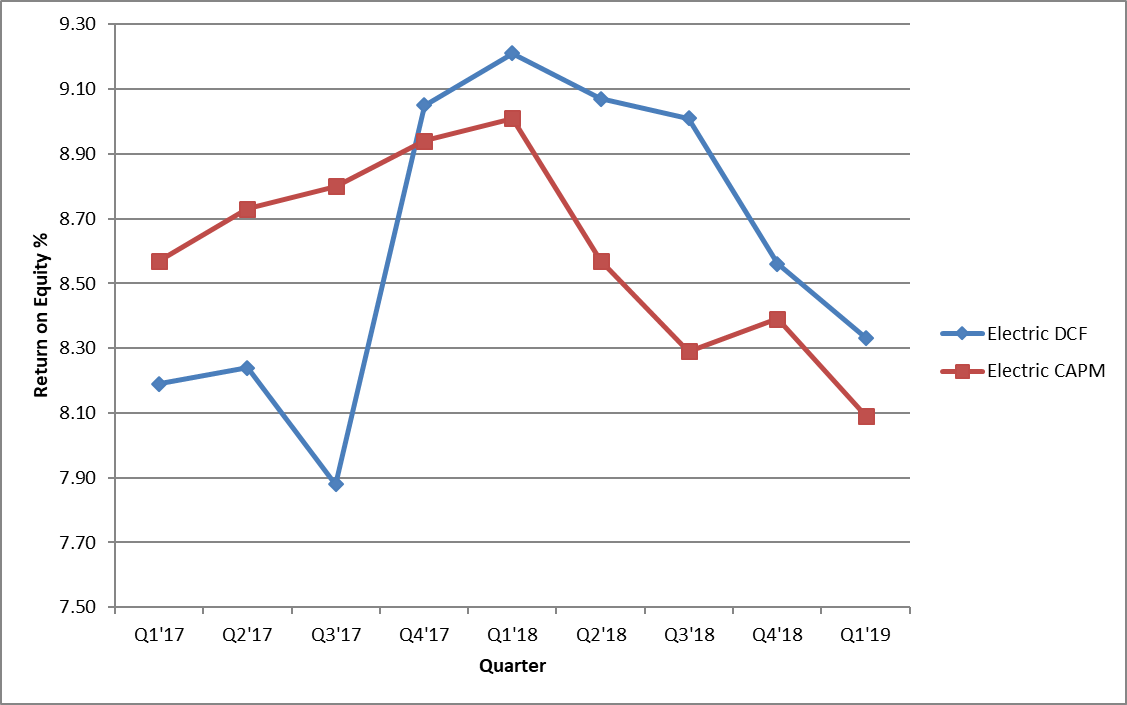 9.30
9.10
8.90
8.70
8.50
8.30
8.10
7.90
7.70
7.50
Return on Equity %
Q1'17 Q2'17 Q3'17 Q4'17 Q1'18 Q2'18 Q3'18 Q4'18 Q1'19
Quarter
Electric DCF
Electric CAPM